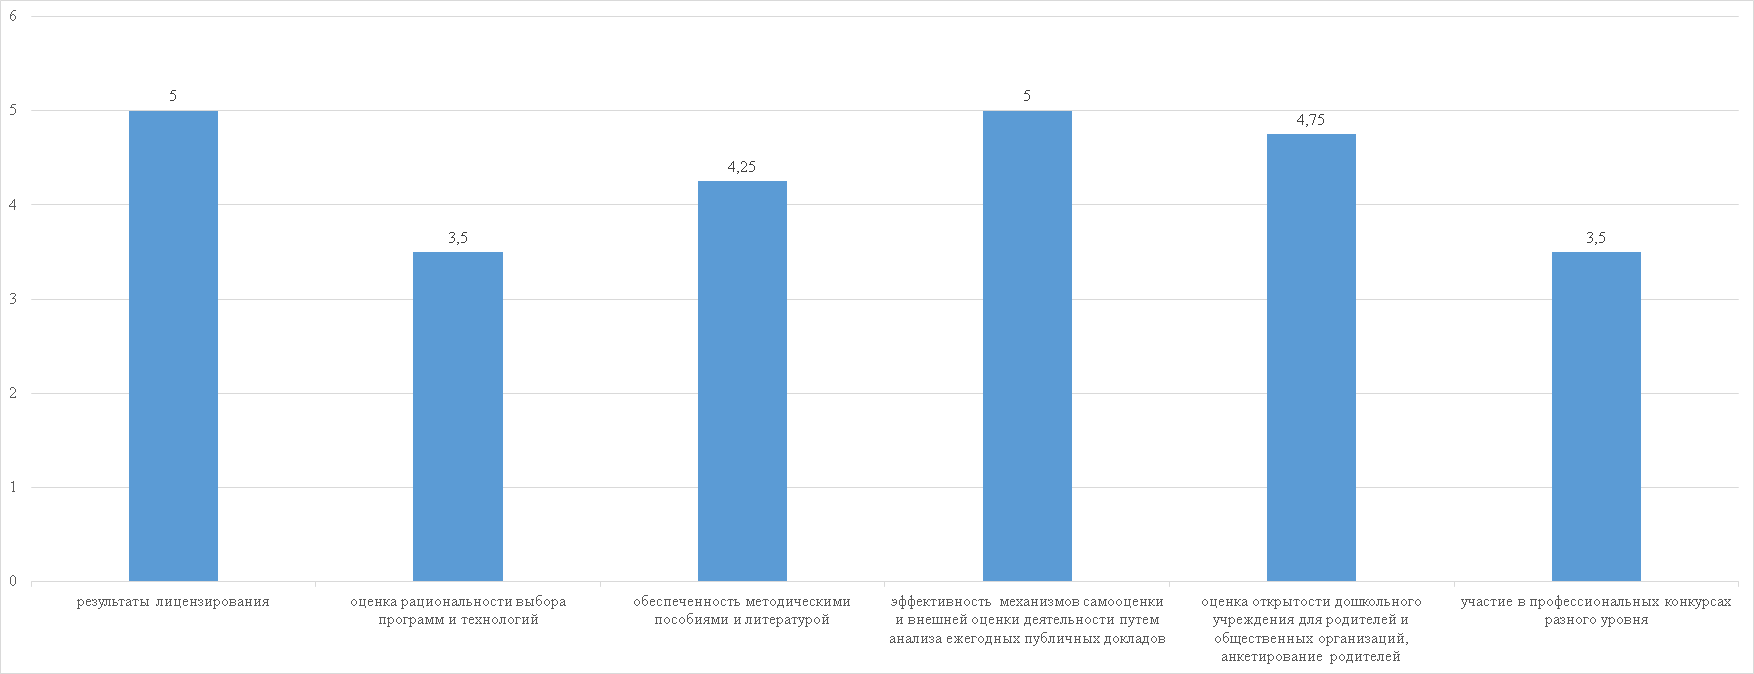 6
5
4
3
2
1
0
5
3,5
4,25
5
4,75
3,5
результаты лицензирования
оценка рациональности выбора
программ и технологий
обеспеченность методическими
пособиями и литературой
эффективность механизмов самооценки
и внешней оценки деятельности путем
анализа ежегодных публичных докладов
оценка открытости дошкольного
учреждения для родителей и
общественных организаций,
анкетирование родителей
участие в профессиональных конкурсах
разного уровня